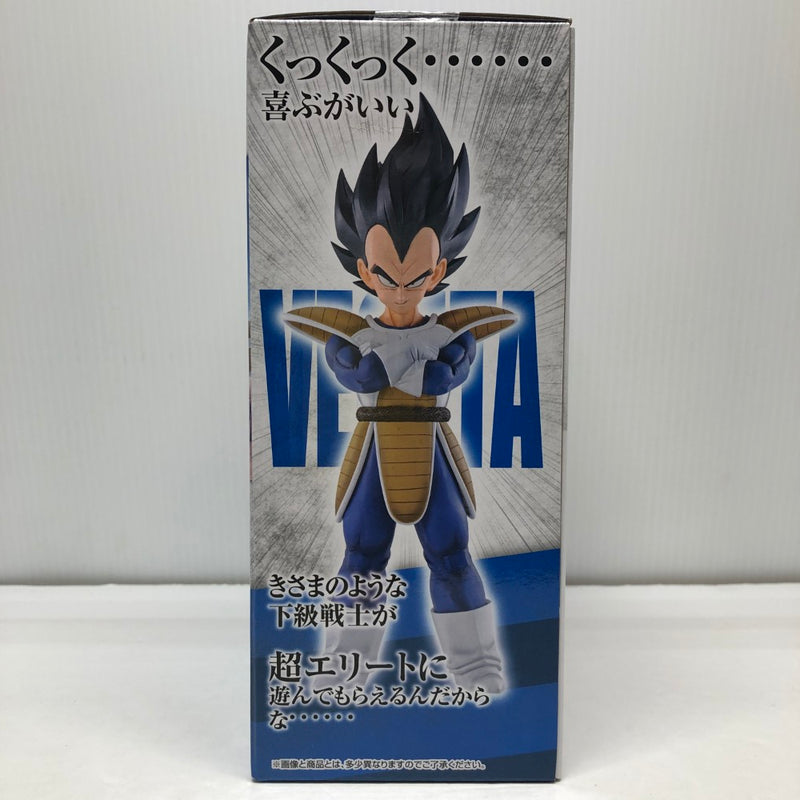 くっくっく……
喜ぶがいい
VEGETA
きさまのような
下級戦士が
超エリートに
遊んでもらえるんだから
な……
※画像と商品とは、多少異なりますのでご了承ください。